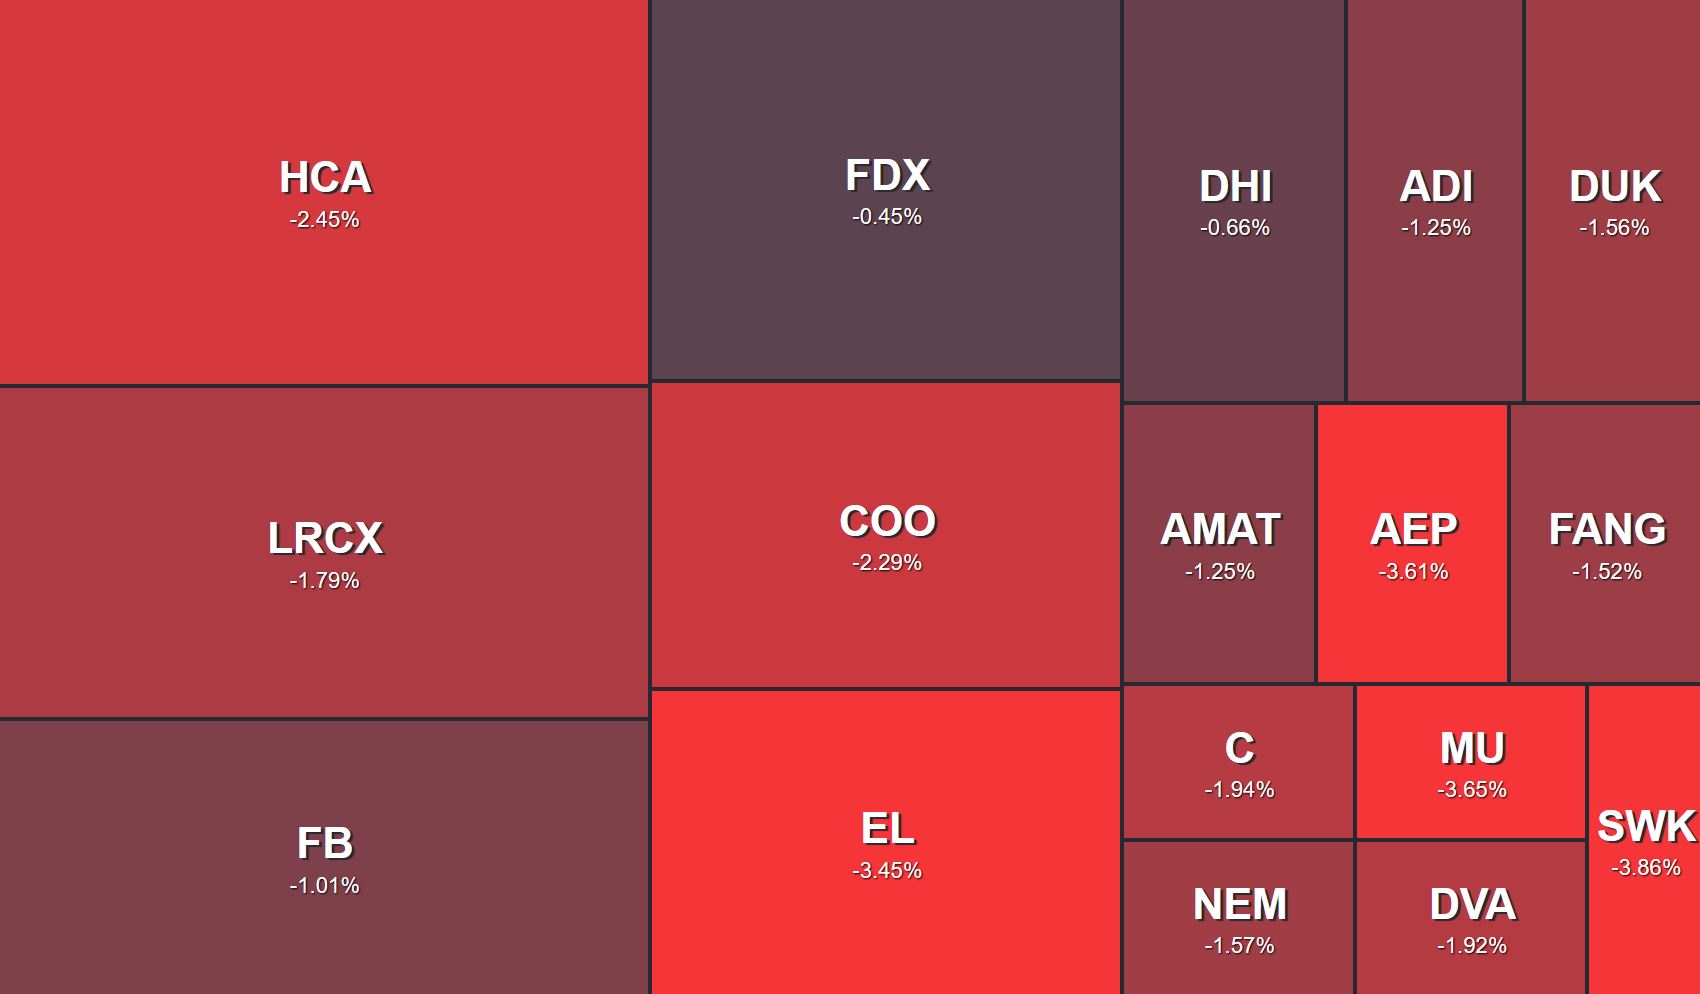 HCA
-2.45%
LRCX
-1.79%
FB
-1.01%
FDX
-0.45%
COO
-2.29%
EL
-3.45%
DHI
-0.66%
ADI
-1.25%
DUK
-1.56%
AMAT
-1.25%
AEP
-3.61%
FANG
-1.52%
C
-1.94%
MU
-3.65%
NEM
-1.57%
DVA
-1.92%
SWK
-3.86%